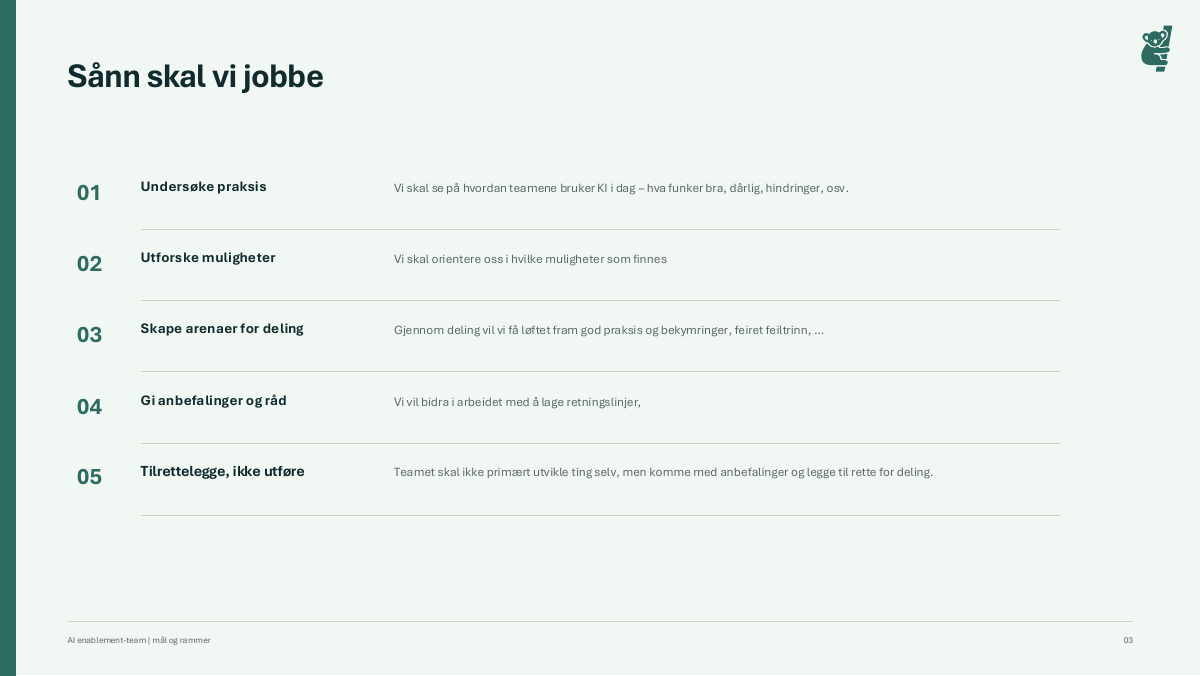 Sånn skal vi jobbe
01 Undersøke praksis Vi skal se på hvordan teamene bruker KI i dag – hva funker bra, dårlig, hindringer, osv.
02 Utforske muligheter Vi skal orientere oss i hvilke muligheter som finnes
03 Skape arenaer for deling Gjennom deling vil vi få løftet fram god praksis og bekymringer, feiret feiltrinn, ...
04 Gi anbefalinger og råd Vi vil bidra i arbeidet med å lage retningslinjer,
05 Tilrettelegge, ikke utføre Teamet skal ikke primært utvikle ting selv, men komme med anbefalinger og legge til rette for deling.
AI enablement-team | mål og rammer 03